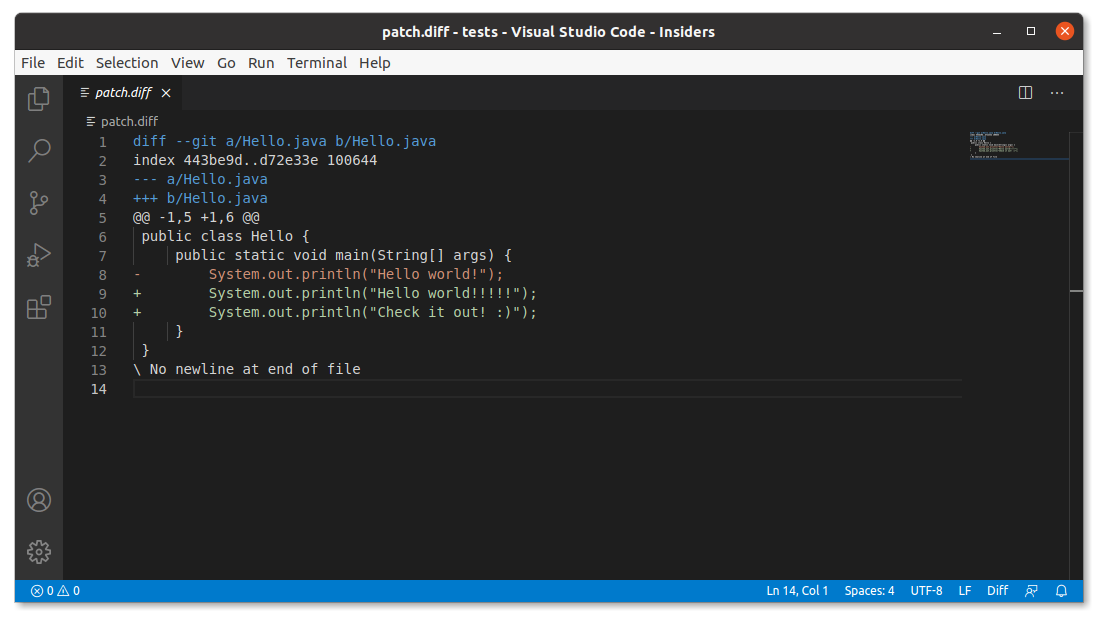 patch.diff - tests - Visual Studio Code - Insiders
File Edit Selection View Go Run Terminal Help
patch.diff
patch.diff
1 diff --git a/Hello.java b/Hello.java
2 index 443be9d..d72e33e 100644
3 --- a/Hello.java
4 +++ b/Hello.java
5 @@ -1,5 +1,6 @@
6  public class Hello {
7      public static void main(String[] args) {
8 -        System.out.println("Hello world!");
9 +        System.out.println("Hello world!!!!!");
10 +        System.out.println("Check it out! :)");
11      }
12  }
13 \ No newline at end of file
14
0 0 Ln 14, Col 1 Spaces: 4 UTF-8 LF Diff